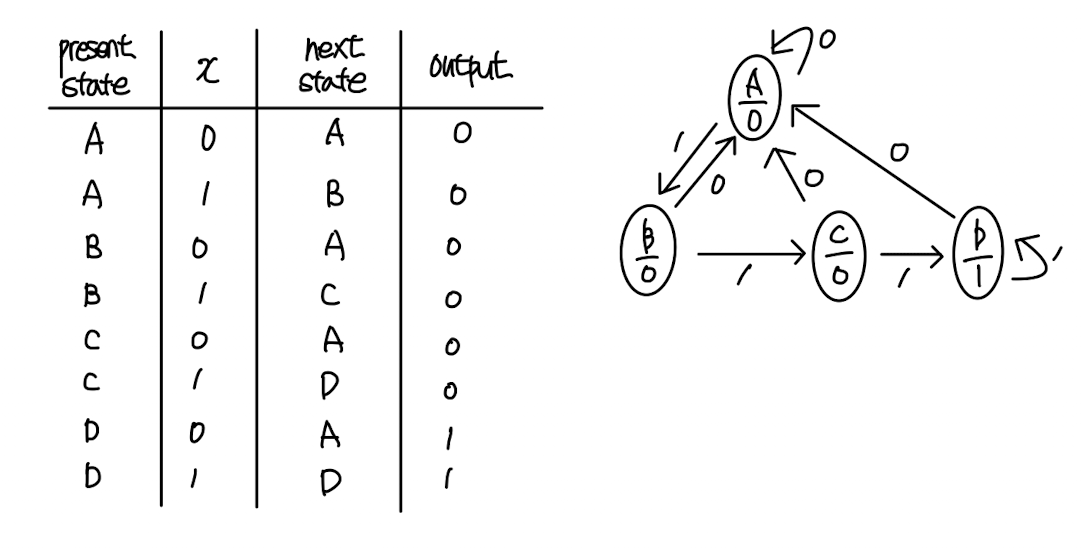 present state x next state output
A 0 A 0
A 1 B 0
B 0 A 0
B 1 C 0
C 0 A 0
C 1 D 0
D 0 A 1
D 1 D 1
0
A
0
1
0
0
0
B
0
1
C
0
1
D
1
1